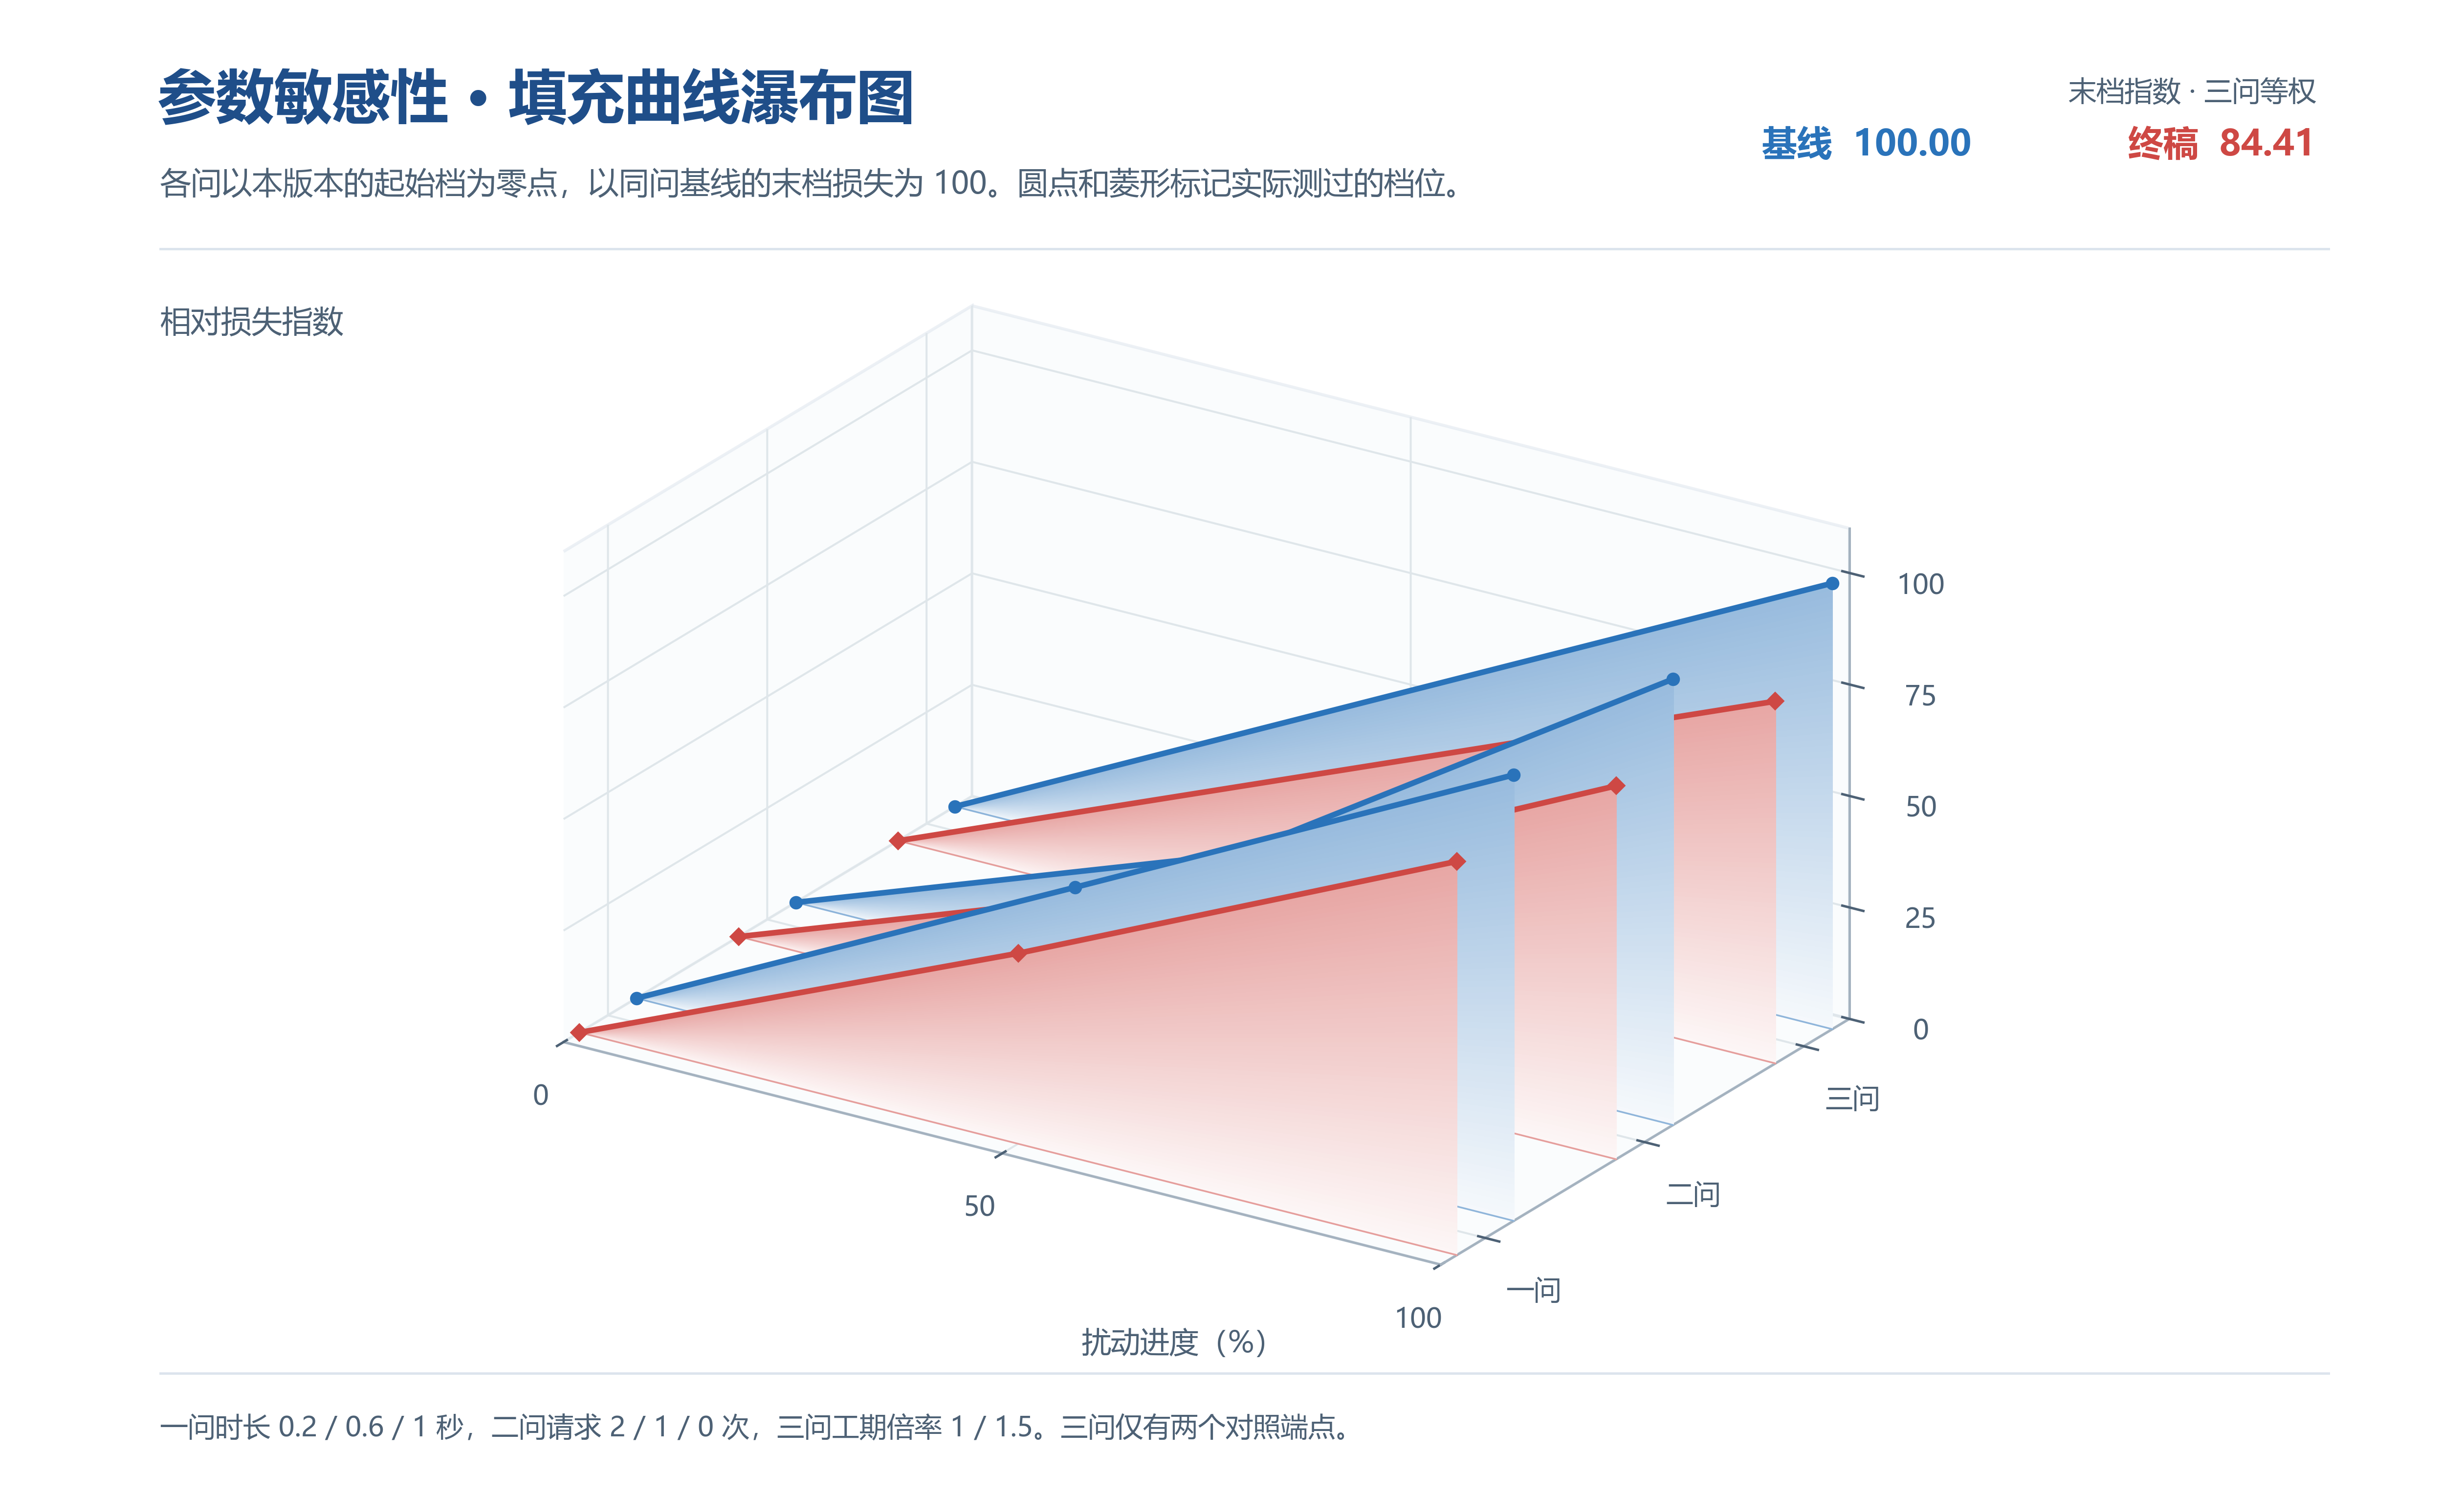 参数敏感性 · 填充曲线瀑布图
末档指数 · 三问等权
基线 100.00 终稿 84.41
各问以本版本的起始档为零点，以同问基线的末档损失为 100。圆点和菱形标记实际测过的档位。
相对损失指数
100
75
50
25
0
三问
二问
一问
0
50
100
扰动进度（%）
一问时长 0.2 / 0.6 / 1 秒，二问请求 2 / 1 / 0 次，三问工期倍率 1 / 1.5。三问仅有两个对照端点。